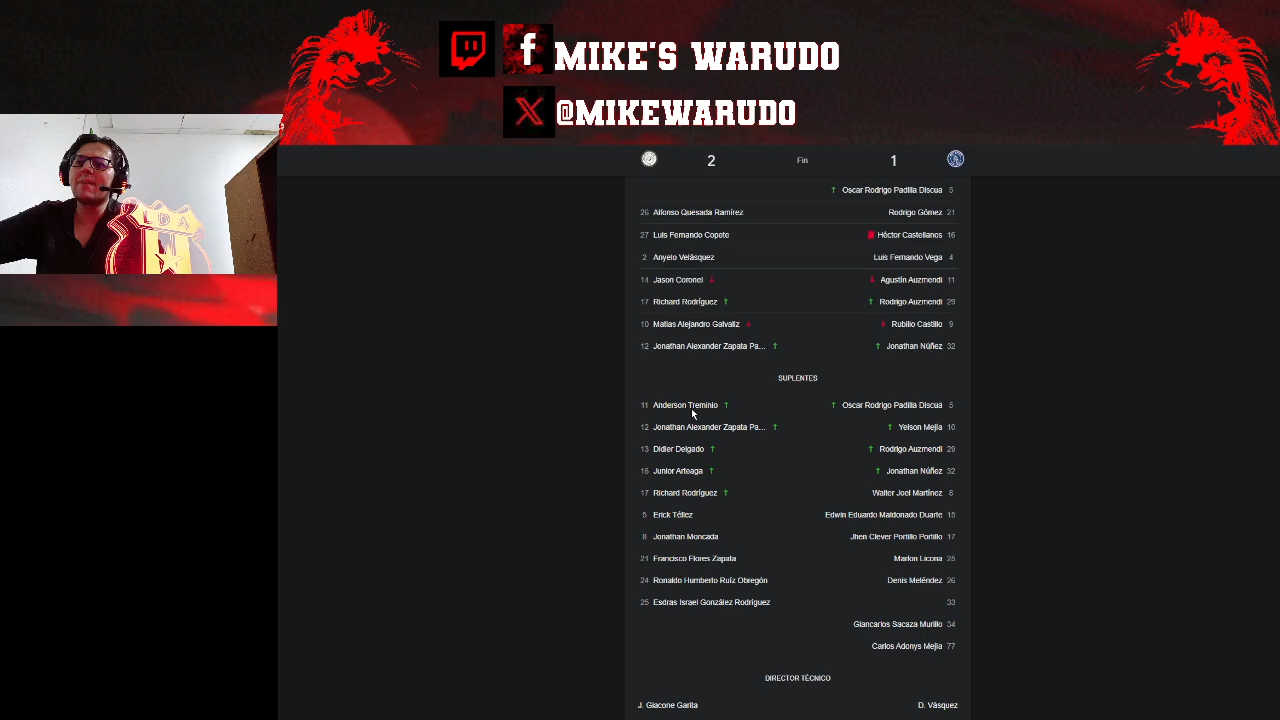 MIKE'S WARUDO
@MIKEWARUDO
LDA
2 Fin 1
Oscar Rodrigo Padilla Discua 5
26 Alfonso Quesada Ramírez Rodrigo Gómez 21
27 Luis Fernando Copete Héctor Castellanos 16
2 Anyelo Velásquez Luis Fernando Vega 4
14 Jason Coronel Agustín Auzmendi 11
17 Richard Rodríguez Rodrigo Auzmendi 29
10 Matias Alejandro Galvaliz Rubilio Castillo 9
12 Jonathan Alexander Zapata Pa... Jonathan Núñez 32
SUPLENTES
11 Anderson Treminio Oscar Rodrigo Padilla Discua 5
12 Jonathan Alexander Zapata Pa... Yelson Mejía 10
13 Didier Delgado Rodrigo Auzmendi 29
16 Junior Arteaga Jonathan Núñez 32
17 Richard Rodríguez Walter Joel Martínez 8
5 Erick Téllez Edwin Eduardo Maldonado Duarte 15
8 Jonathan Moncada Jhen Clever Portillo Portillo 17
21 Francisco Flores Zapata Marlon Licona 25
24 Ronaldo Humberto Ruíz Obregón Denis Meléndez 26
25 Esdras Israel González Rodríguez 33
Giancarlos Sacaza Murillo 34
Carlos Adonys Mejia 77
DIRECTOR TÉCNICO
J. Giacone Garita D. Vásquez